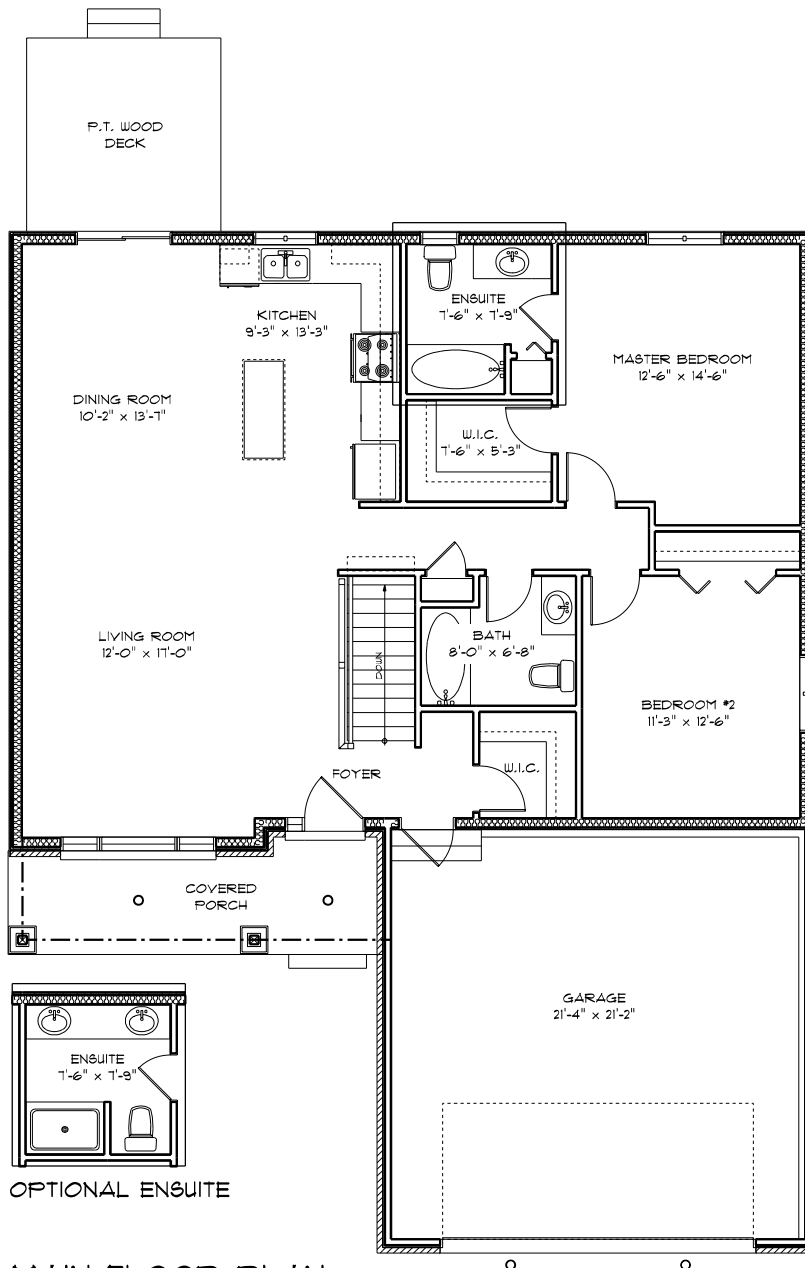 P.T. WOOD
DECK
KITCHEN
9'-3" x 13'-3"
ENSUITE
7'-6" x 7'-9"
MASTER BEDROOM
12'-6" x 14'-6"
DINING ROOM
10'-2" x 13'-7"
W.I.C.
7'-6" x 5'-3"
LIVING ROOM
12'-0" x 17'-0"
DOWN
BATH
8'-0" x 6'-8"
BEDROOM #2
11'-3" x 12'-6"
FOYER
W.I.C.
COVERED
PORCH
GARAGE
21'-4" x 21'-2"
ENSUITE
7'-6" x 7'-9"
OPTIONAL ENSUITE
MAIN FLOOR PLAN